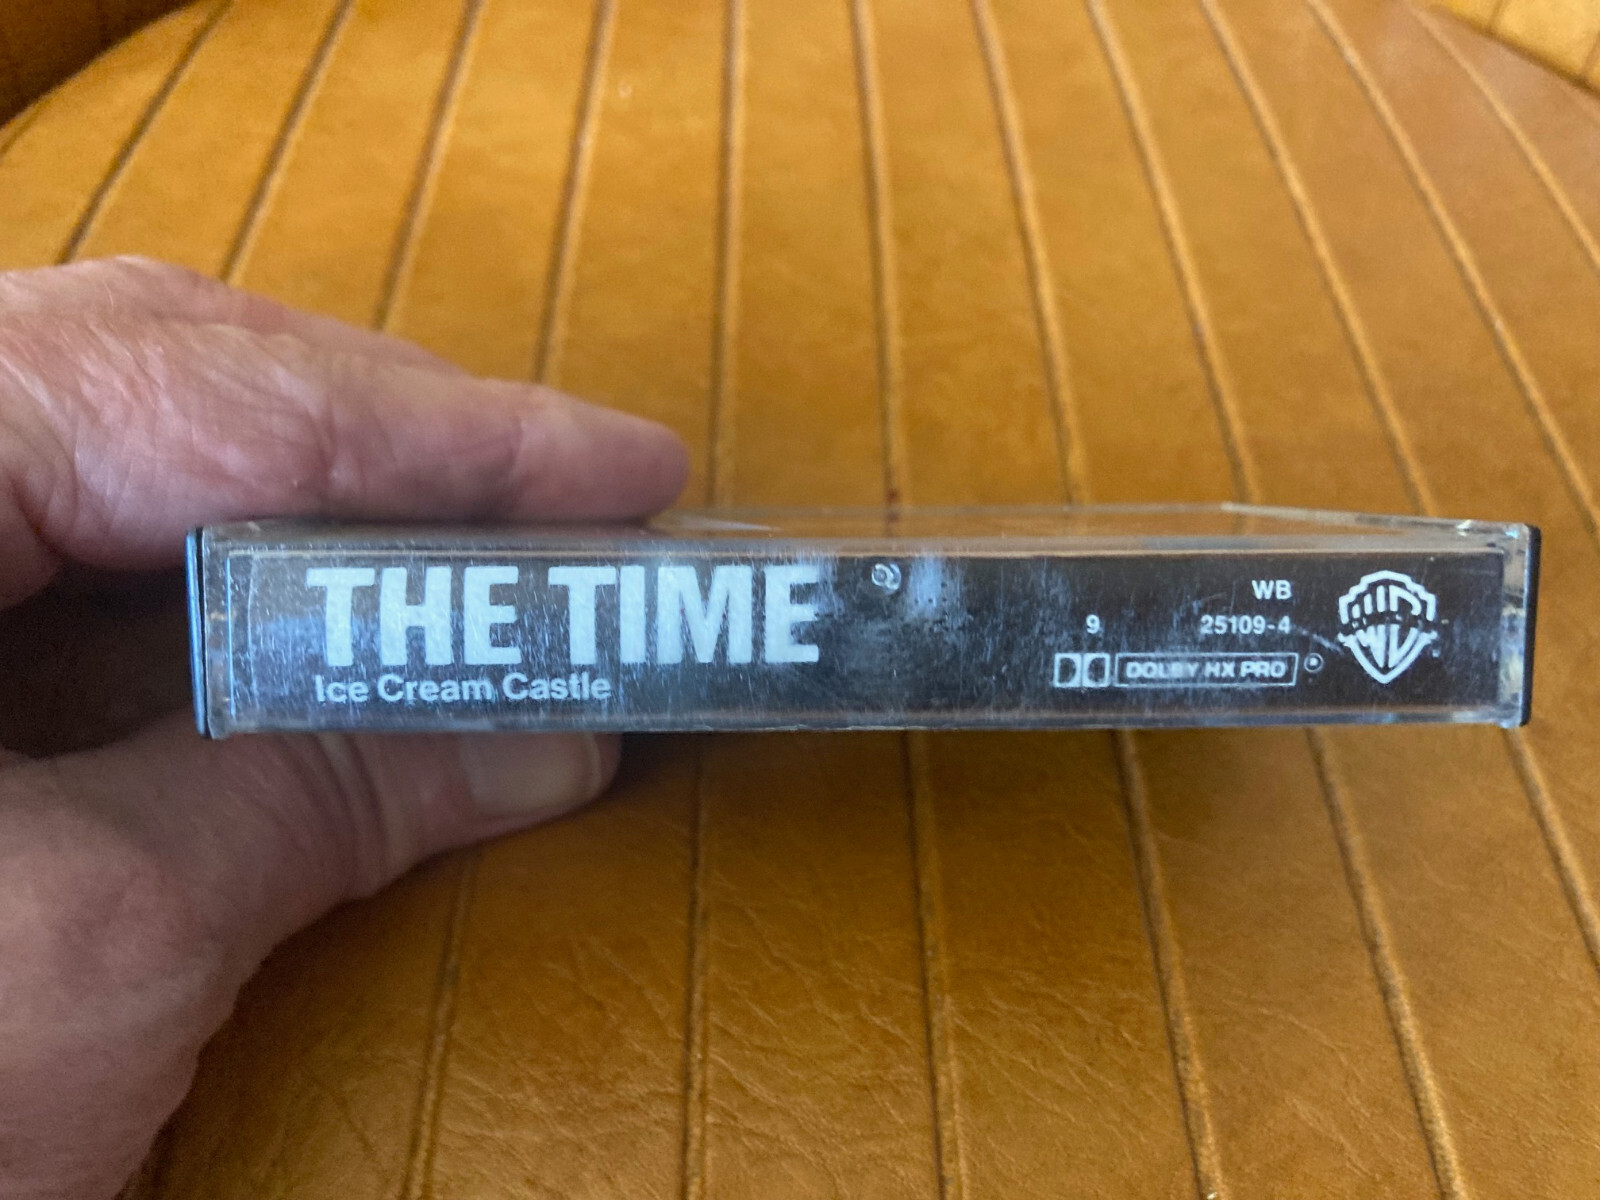 THE TIME
Ice Cream Castle
WB
9 25109-4
DOLBY HX PRO